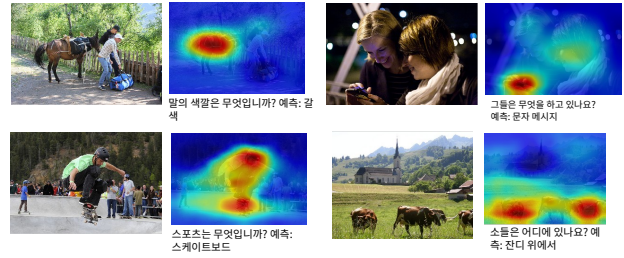 말의 색깔은 무엇입니까? 예측: 갈
색
그들은 무엇을 하고 있나요?
예측: 문자 메시지
스포츠는 무엇입니까? 예측:
스케이트보드
소들은 어디에 있나요? 예
측: 잔디 위에서